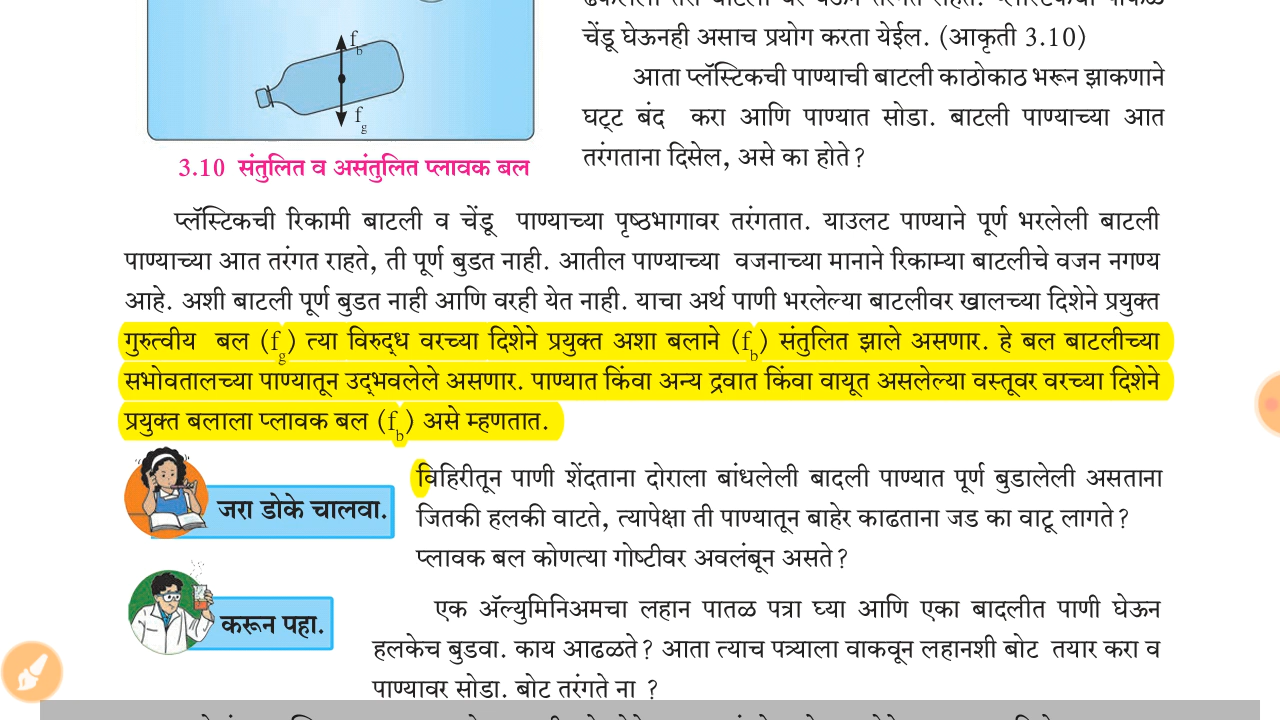 चेंडू घेऊनही असाच प्रयोग करता येईल. (आकृती 3.10)
आता प्लॅस्टिकची पाण्याची बाटली काठोकाठ भरून झाकणाने
घट्ट बंद करा आणि पाण्यात सोडा. बाटली पाण्याच्या आत
तरंगताना दिसेल, असे का होते?
f_b
f_g
3.10 संतुलित व असंतुलित प्लावक बल
प्लॅस्टिकची रिकामी बाटली व चेंडू पाण्याच्या पृष्ठभागावर तरंगतात. याउलट पाण्याने पूर्ण भरलेली बाटली
पाण्याच्या आत तरंगत राहते, ती पूर्ण बुडत नाही. आतील पाण्याच्या वजनाच्या मानाने रिकाम्या बाटलीचे वजन नगण्य
आहे. अशी बाटली पूर्ण बुडत नाही आणि वरही येत नाही. याचा अर्थ पाणी भरलेल्या बाटलीवर खालच्या दिशेने प्रयुक्त
गुरुत्वीय बल (f_g) त्या विरुद्ध वरच्या दिशेने प्रयुक्त अशा बलाने (f_b) संतुलित झाले असणार. हे बल बाटलीच्या
सभोवतालच्या पाण्यातून उद्भवलेले असणार. पाण्यात किंवा अन्य द्रवात किंवा वायूत असलेल्या वस्तूवर वरच्या दिशेने
प्रयुक्त बलाला प्लावक बल (f_b) असे म्हणतात.
जरा डोके चालवा.
विहिरीतून पाणी शेंदताना दोराला बांधलेली बादली पाण्यात पूर्ण बुडालेली असताना
जितकी हलकी वाटते, त्यापेक्षा ती पाण्यातून बाहेर काढताना जड का वाटू लागते?
प्लावक बल कोणत्या गोष्टीवर अवलंबून असते?
करून पहा.
एक ॲल्युमिनिअमचा लहान पातळ पत्रा घ्या आणि एका बादलीत पाणी घेऊन
हलकेच बुडवा. काय आढळते? आता त्याच पत्र्याला वाकवून लहानशी बोट तयार करा व
पाण्यावर सोडा. बोट तरंगते ना ?